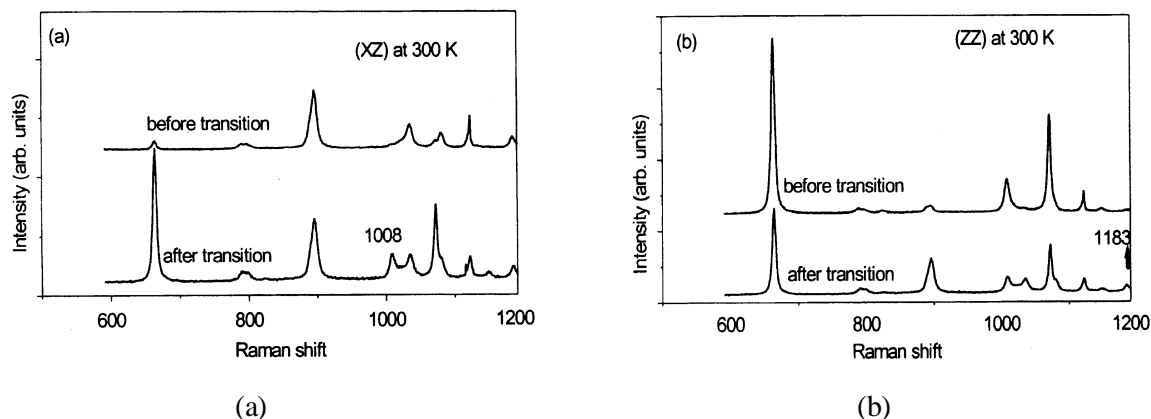 (a)
(XZ) at 300 K
before transition
1008
after transition
Intensity (arb. units)
600 800 1000 1200
Raman shift
(a)
(b)
(ZZ) at 300 K
before transition
1183
after transition
Intensity (arb. units)
600 800 1000 1200
Raman shift
(b)